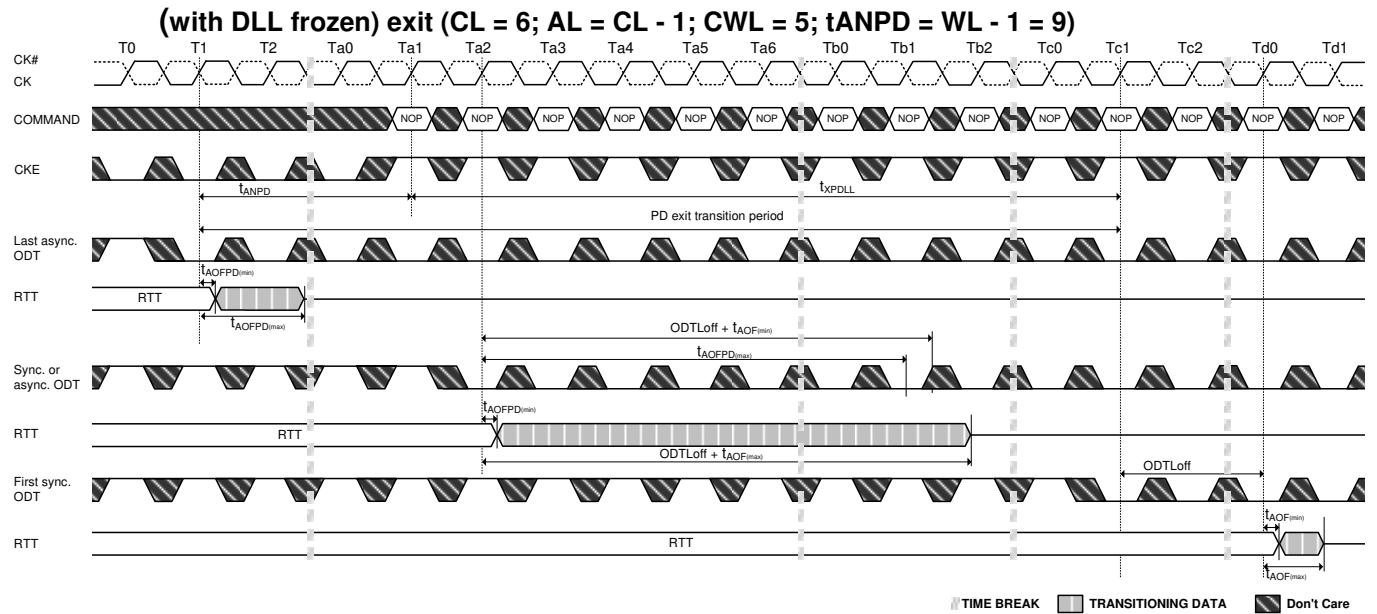 (with DLL frozen) exit (CL = 6; AL = CL - 1; CWL = 5; tANPD = WL - 1 = 9)
T0 T1 T2 Ta0 Ta1 Ta2 Ta3 Ta4 Ta5 Ta6 Tb0 Tb1 Tb2 Tc0 Tc1 Tc2 Td0 Td1
CK#
CK
COMMAND NOP NOP NOP NOP NOP NOP NOP NOP NOP NOP NOP NOP NOP NOP
CKE
tANPD tXPDLL
PD exit transition period
Last async.
ODT
tAOFPD(min)
RTT RTT
tAOFPD(max)
ODTLoff + tAOF(min)
tAOFPD(max)
Sync. or
async. ODT
tAOFPD(min)
RTT RTT
ODTLoff + tAOF(max)
ODTLoff
First sync.
ODT
tAOF(min)
RTT RTT
tAOF(max)
TIME BREAK TRANSITIONING DATA Don't Care